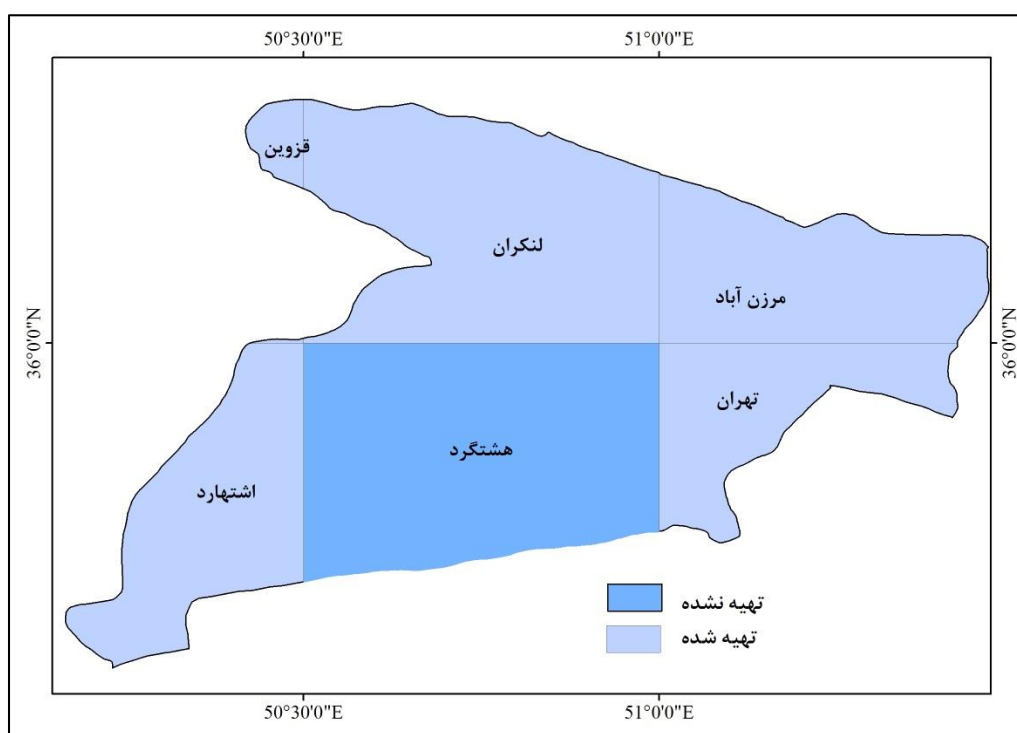 50°30'0"E
51°0'0"E
قزوین
لنکران
مرزن آباد
36°0'0"N
36°0'0"N
تهران
هشتگرد
اشتهارد
تهیه نشده
تهیه شده
50°30'0"E
51°0'0"E